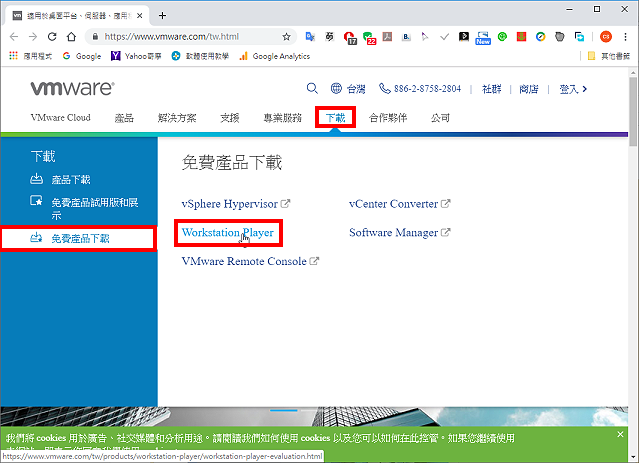 適用於桌面平台、伺服器、應用
https://www.vmware.com/tw.html
17
22
New
CS
應用程式
Google
Yahoo奇摩
軟體使用教學
Google Analytics
其他書籤
vmware
台灣
886-2-8758-2804
社群
商店
登入
VMware Cloud
產品
解決方案
支援
專業服務
下載
合作夥伴
公司
下載
產品下載
免費產品試用版和展
示
免費產品下載
免費產品下載
vSphere Hypervisor
vCenter Converter
Workstation Player
Software Manager
VMware Remote Console
我們將 cookies 用於廣告、社交媒體和分析用途。請閱讀我們如何使用 cookies 以及您可以如何在此控管。如果您繼續使用
https://www.vmware.com/tw/products/workstation-player/workstation-player-evaluation.html